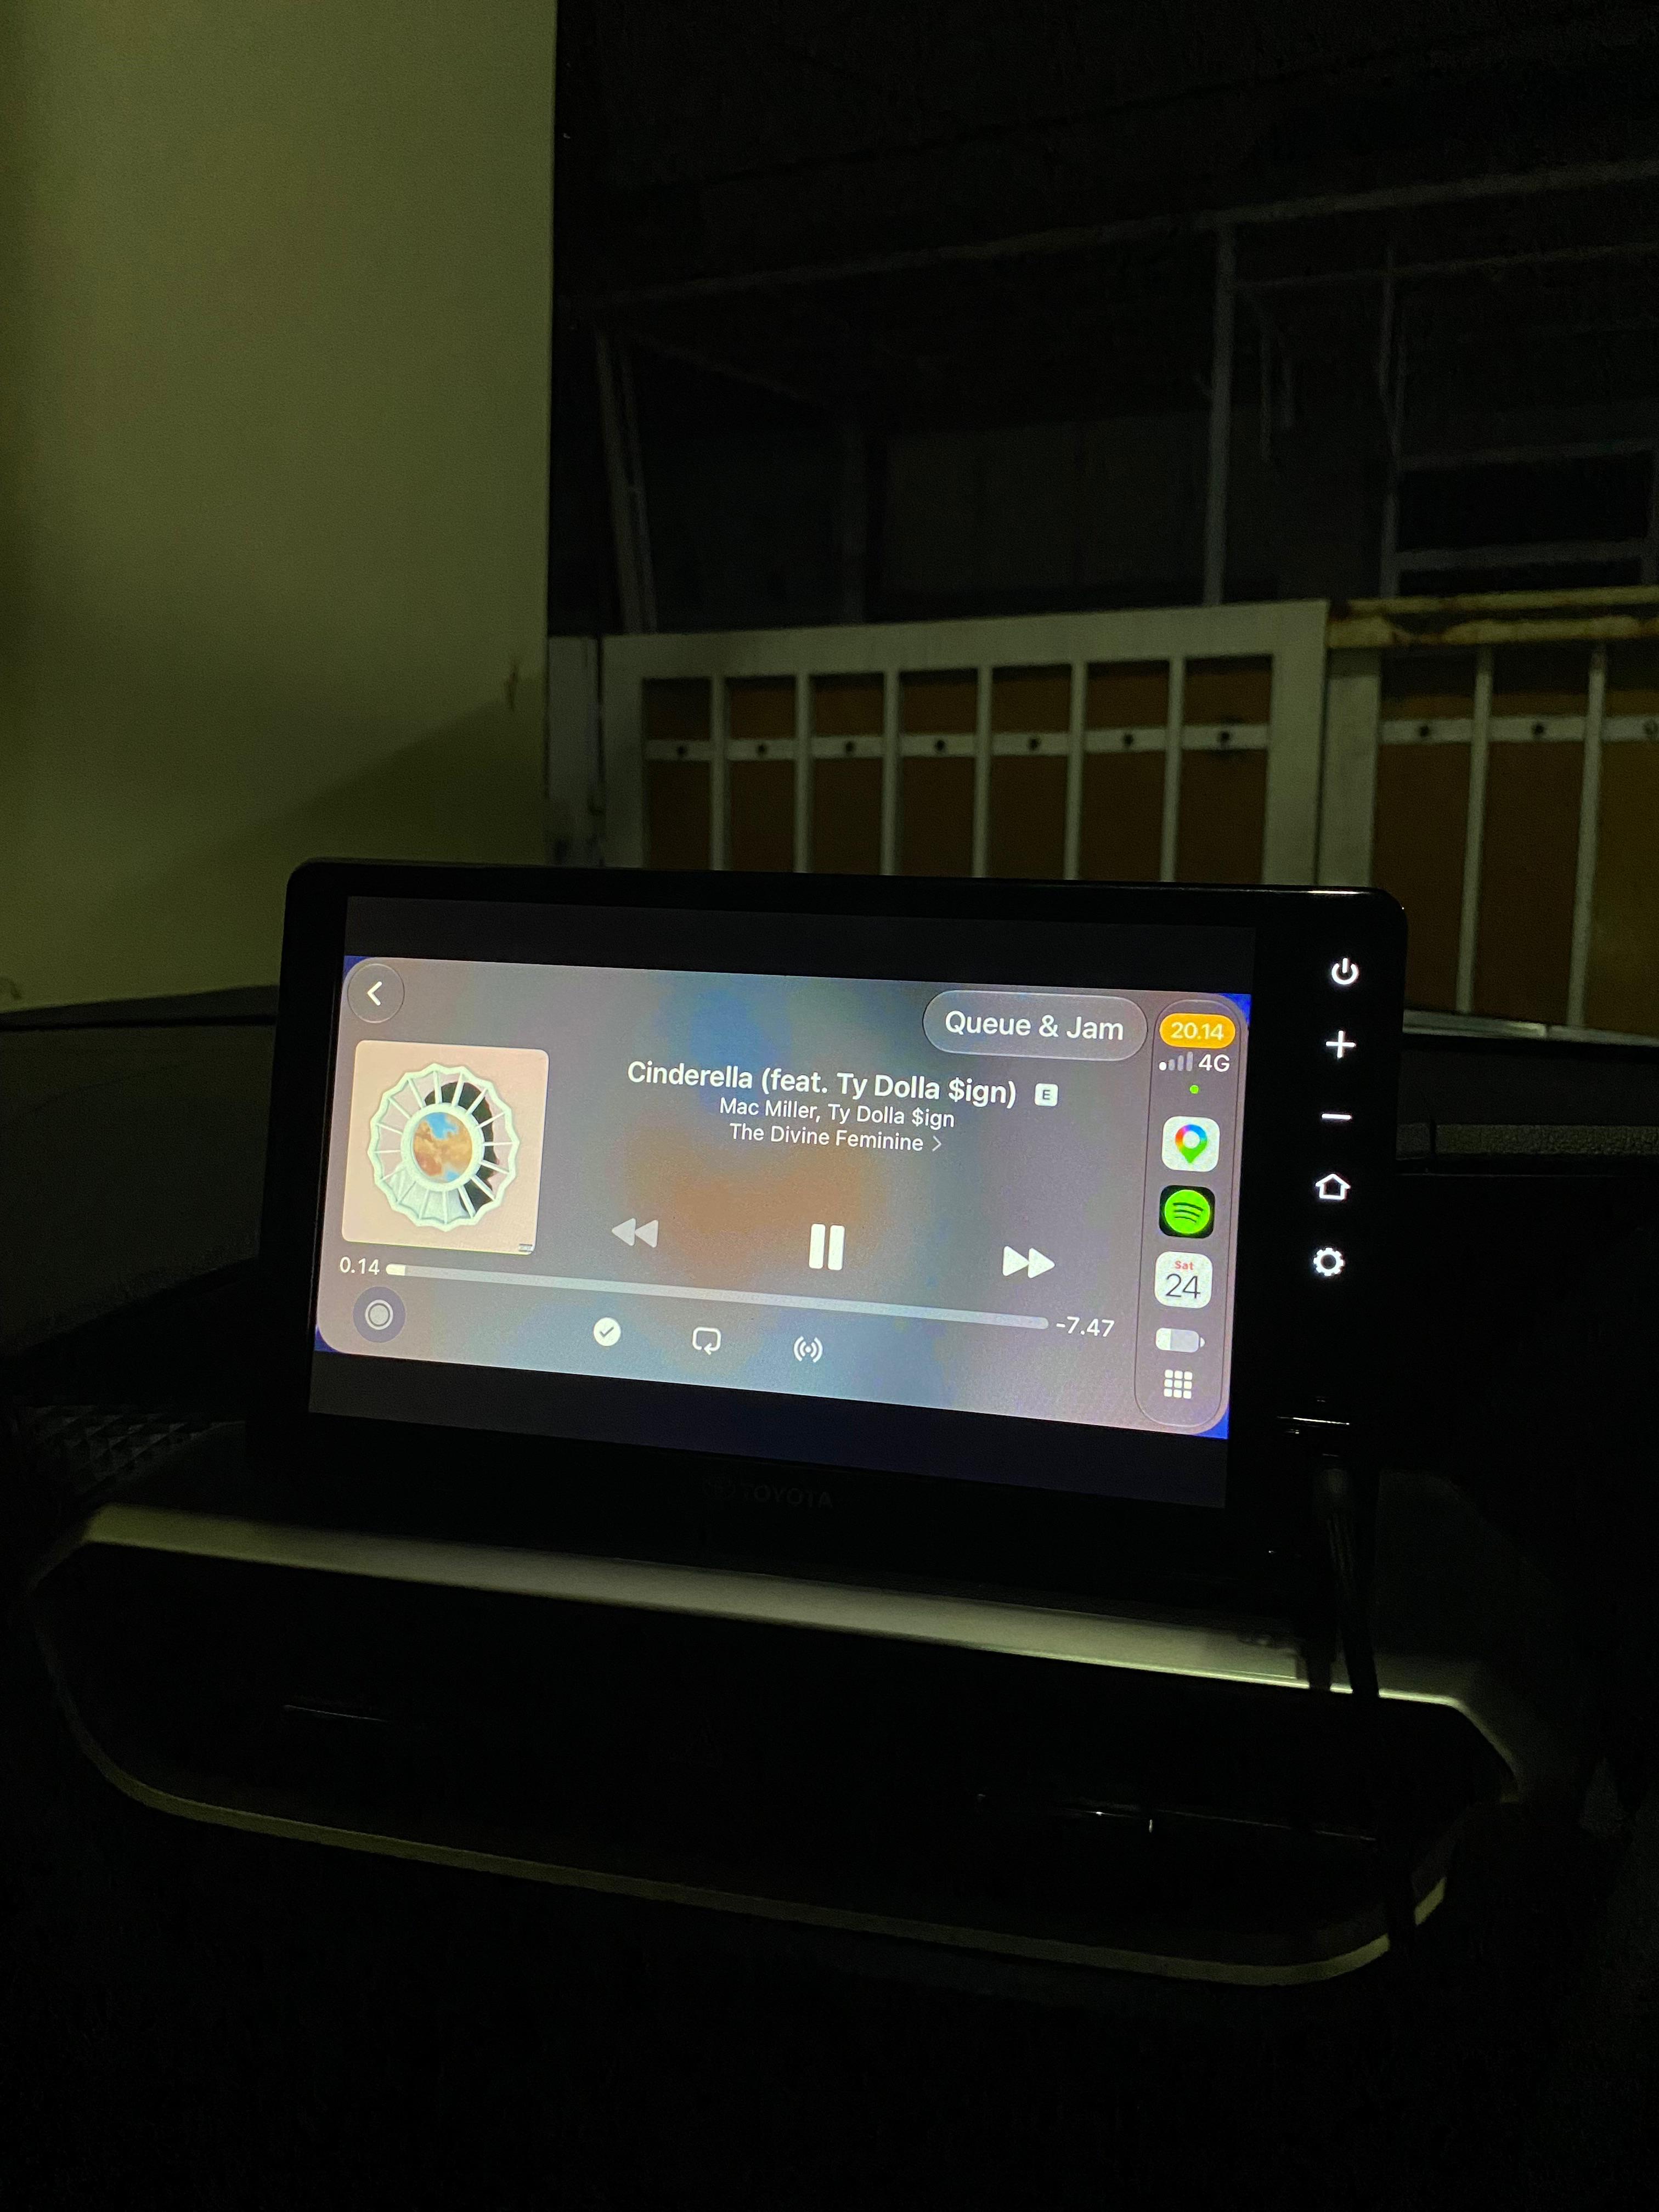 Queue & Jam
20.14
4G
Cinderella (feat. Ty Dolla $ign) E
Mac Miller, Ty Dolla $ign
The Divine Feminine
Sat
24
0.14
-7.47
TOYOTA